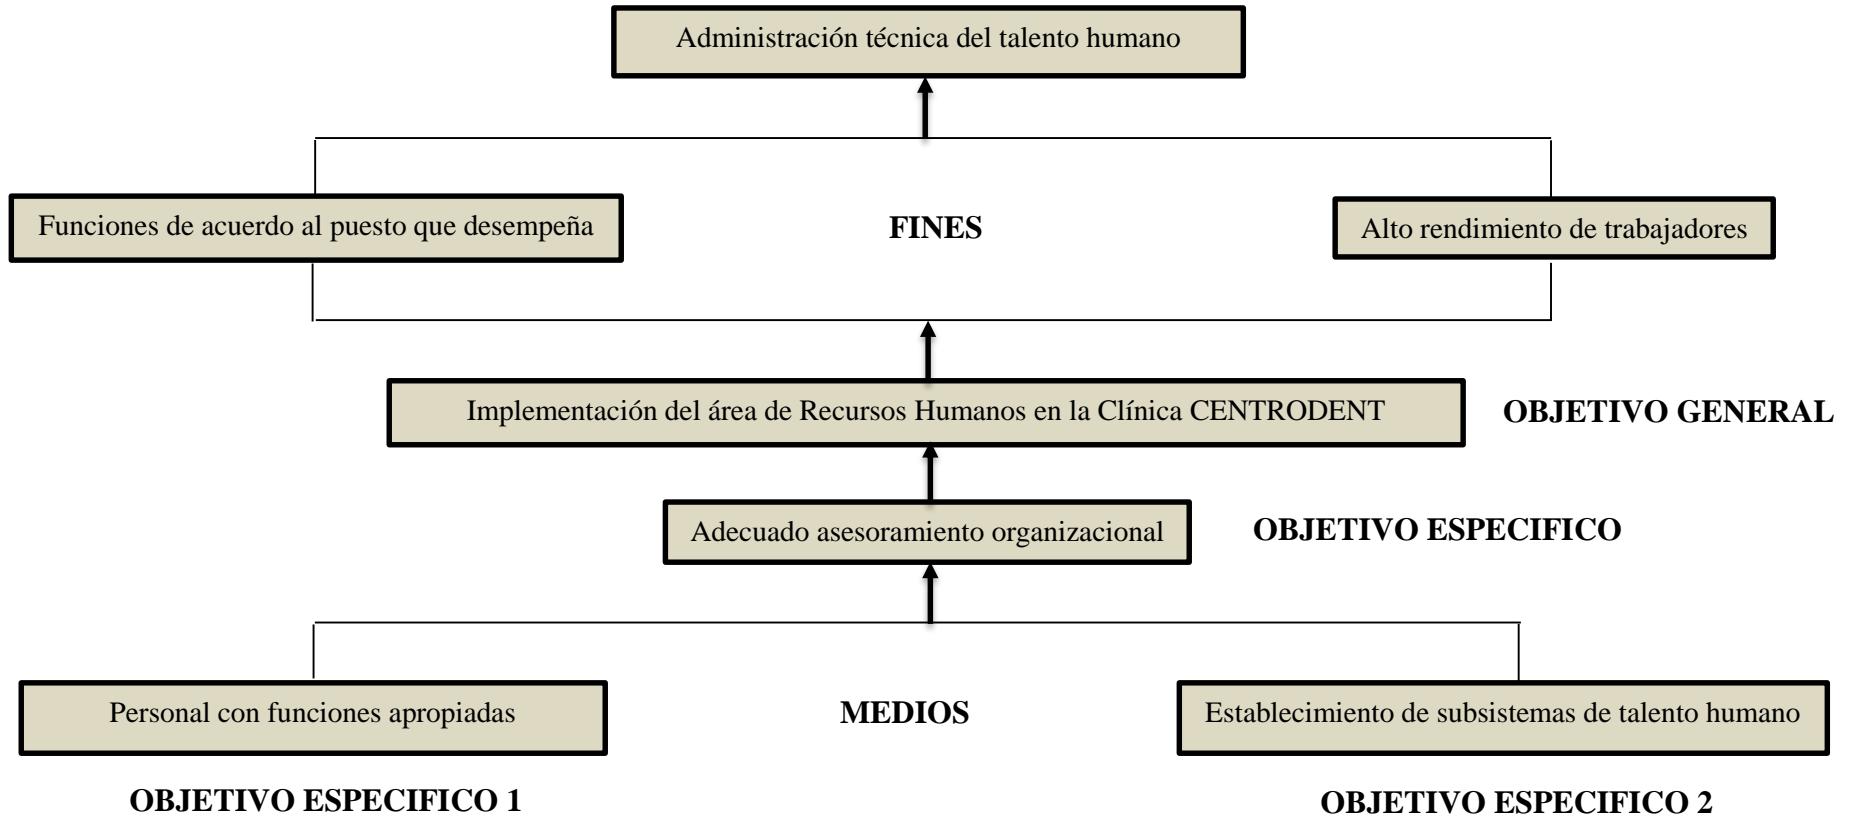 Administración técnica del talento humano
Funciones de acuerdo al puesto que desempeña
FINES
Alto rendimiento de trabajadores
Implementación del área de Recursos Humanos en la Clínica CENTRODENT
OBJETIVO GENERAL
Adecuado asesoramiento organizacional
OBJETIVO ESPECIFICO
Personal con funciones apropiadas
MEDIOS
Establecimiento de subsistemas de talento humano
OBJETIVO ESPECIFICO 1
OBJETIVO ESPECIFICO 2